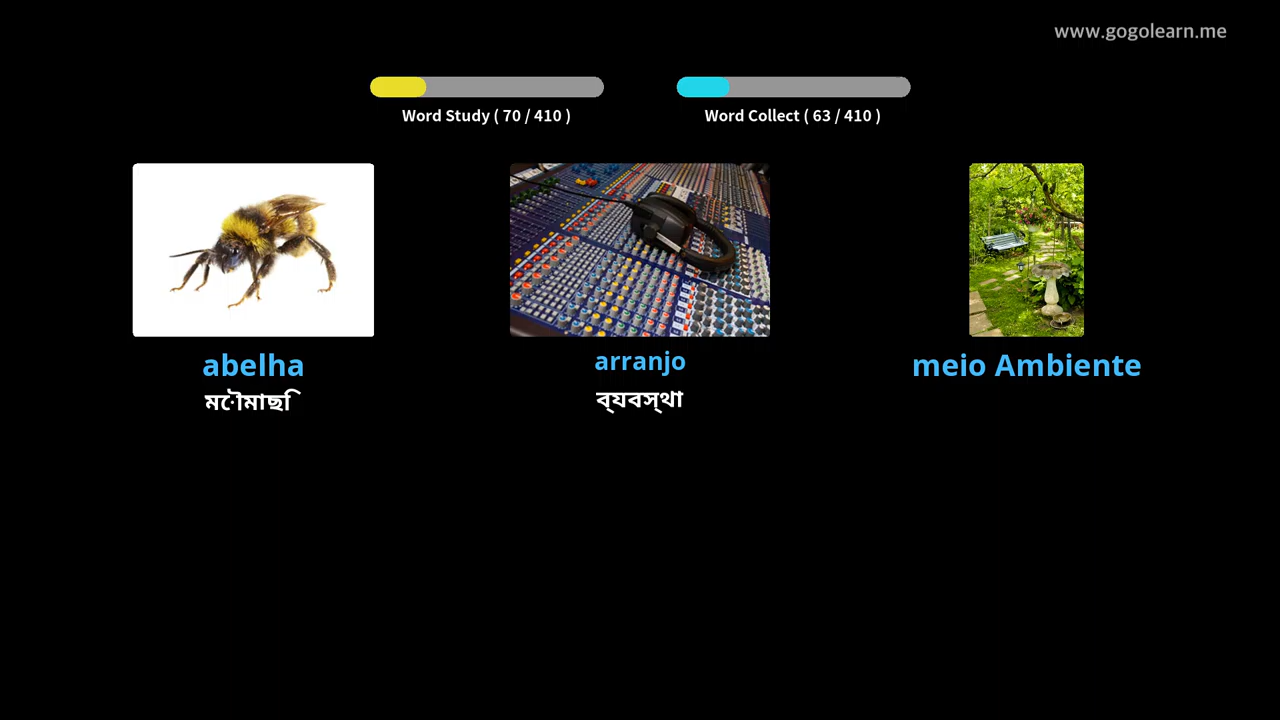 www.gogolearn.me
Word Study ( 70 / 410 )
Word Collect ( 63 / 410 )
abelha
arranjo
meio Ambiente
মৌমাছি
ব্যবস্থা